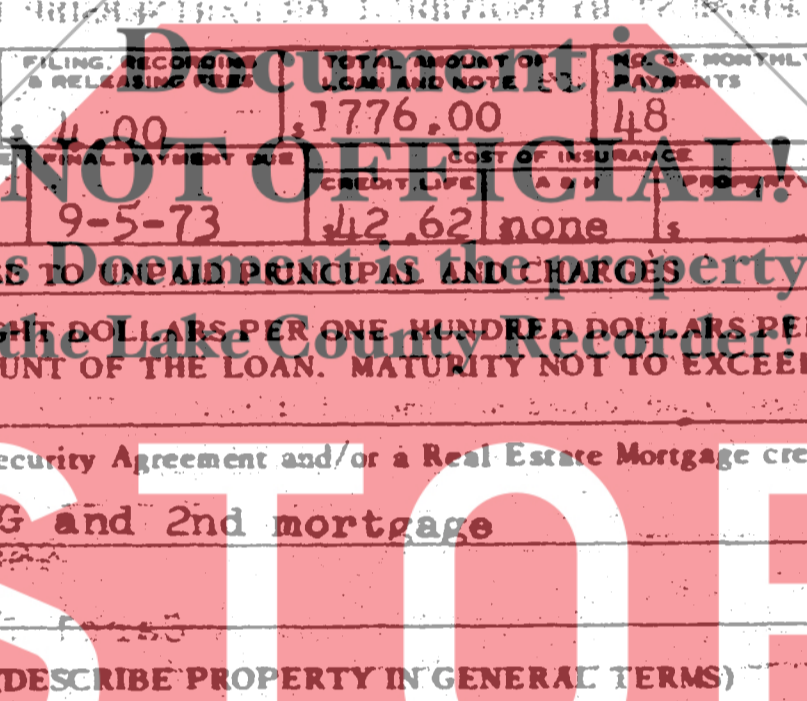 Document is
FILING, RECORDING TOTAL AMOUNT OF NO. OF MONTHLY
& RELEASING FEES LOAN AND NOTE PAYMENTS
$ 4.00 $1776.00 48
NOT OFFICIAL!
FINAL PAYMENT DUE COST OF INSURANCE
CREDIT LIFE A & H PROPERTY
9-5-73 $42.62 none $
s Document is the property
E TO UNPAID PRINCIPAL AND CHARGES
GHT DOLLARS PER ONE HUNDRED DOLLARS PE
the Lake County Recorder!
UNT OF THE LOAN. MATURITY NOT TO EXCEE
ecurity Agreement and/or a Real Estate Mortgage cre
STOP
G and 2nd mortgage
(DESCRIBE PROPERTY IN GENERAL TERMS)